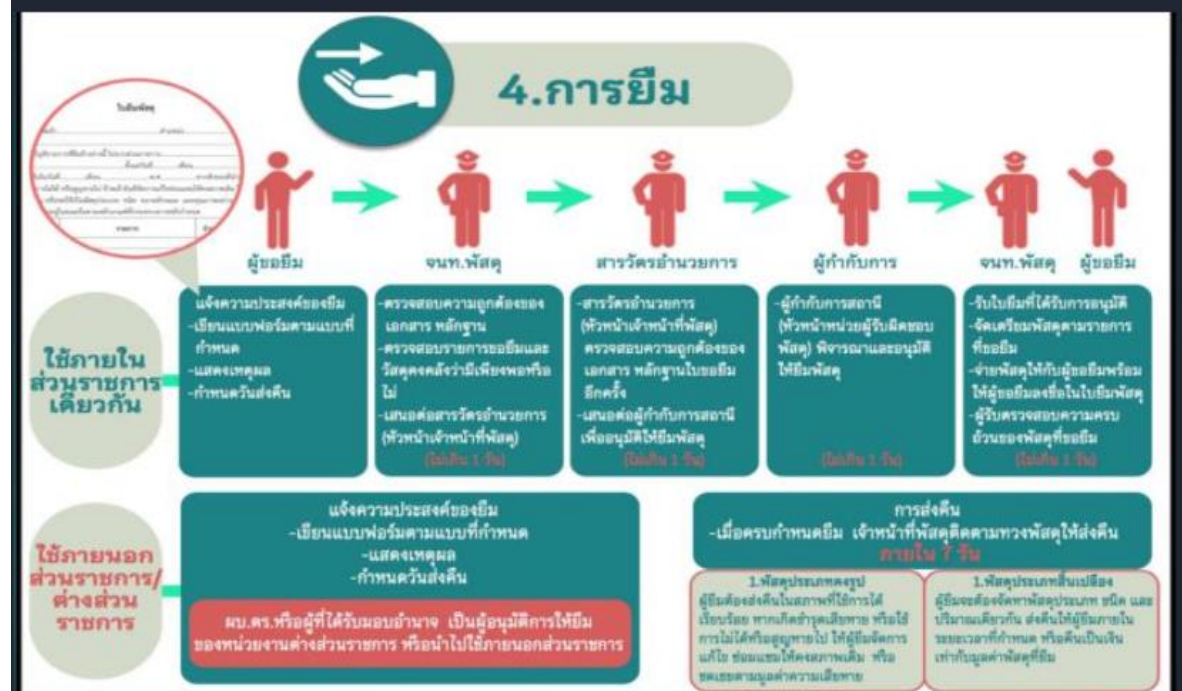 4.การยืม
ใบยืมพัสดุ
รายการ
ผู้ขอยืม
จนท.พัสดุ
สารวัตรอำนวยการ
ผู้กำกับการ
จนท.พัสดุ
ผู้ขอยืม
ใช้ภายใน
ส่วนราชการ
เดียวกัน
แจ้งความประสงค์ขอยืม
-เขียนแบบฟอร์มตามแบบที่
กำหนด
-แสดงเหตุผล
-กำหนดวันส่งคืน
-ตรวจสอบความถูกต้องของ
เอกสาร หลักฐาน
-ตรวจสอบรายการขอยืมและ
วัสดุคงคลังว่ามีเพียงพอหรือ
ไม่
-เสนอต่อสารวัตรอำนวยการ
(หัวหน้าเจ้าหน้าที่พัสดุ)
(ไม่เกิน 1 วัน)
-สารวัตรอำนวยการ
(หัวหน้าเจ้าหน้าที่พัสดุ)
ตรวจสอบความถูกต้องของ
เอกสาร หลักฐานใบขอยืม
อีกครั้ง
-เสนอต่อผู้กำกับการสถานี
เพื่ออนุมัติให้ยืมพัสดุ
(ไม่เกิน 1 วัน)
-ผู้กำกับการสถานี
(หัวหน้าหน่วยผู้รับผิดชอบ
พัสดุ) พิจารณาและอนุมัติ
ให้ยืมพัสดุ
(ไม่เกิน 1 วัน)
-รับใบยืมที่ได้รับการอนุมัติ
-จัดเตรียมพัสดุตามรายการ
ที่ขอยืม
-จ่ายพัสดุให้กับผู้ขอยืมพร้อม
ให้ผู้ขอยืมลงชื่อในใบยืมพัสดุ
-ผู้รับตรวจสอบความครบ
ถ้วนของพัสดุที่ขอยืม
(ไม่เกิน 1 วัน)
ใช้ภายนอก
ส่วนราชการ/
ต่างส่วน
ราชการ
แจ้งความประสงค์ขอยืม
-เขียนแบบฟอร์มตามแบบที่กำหนด
-แสดงเหตุผล
-กำหนดวันส่งคืน
ผบ.ตร.หรือผู้ที่ได้รับมอบอำนาจ เป็นผู้อนุมัติการให้ยืม
ของหน่วยงานต่างส่วนราชการ หรือนำไปใช้ภายนอกส่วนราชการ
การส่งคืน
-เมื่อครบกำหนดยืม เจ้าหน้าที่พัสดุติดตามทวงพัสดุให้ส่งคืน
ภายใน 7 วัน
1.พัสดุประเภทคงรูป
ผู้ยืมต้องส่งคืนในสภาพที่ใช้การได้
เรียบร้อย หากเกิดชำรุดเสียหาย หรือใช้
การไม่ได้หรือสูญหายไป ให้ผู้ยืมจัดการ
แก้ไข ซ่อมแซมให้คงสภาพเดิม หรือ
ชดเชยตามมูลค่าความเสียหาย
1.พัสดุประเภทสิ้นเปลือง
ผู้ยืมจะต้องจัดหาพัสดุประเภท ชนิด และ
ปริมาณเดียวกัน ส่งคืนให้ผู้ยืมภายใน
ระยะเวลาที่กำหนด หรือคืนเป็นเงิน
เท่ากับมูลค่าพัสดุที่ยืม